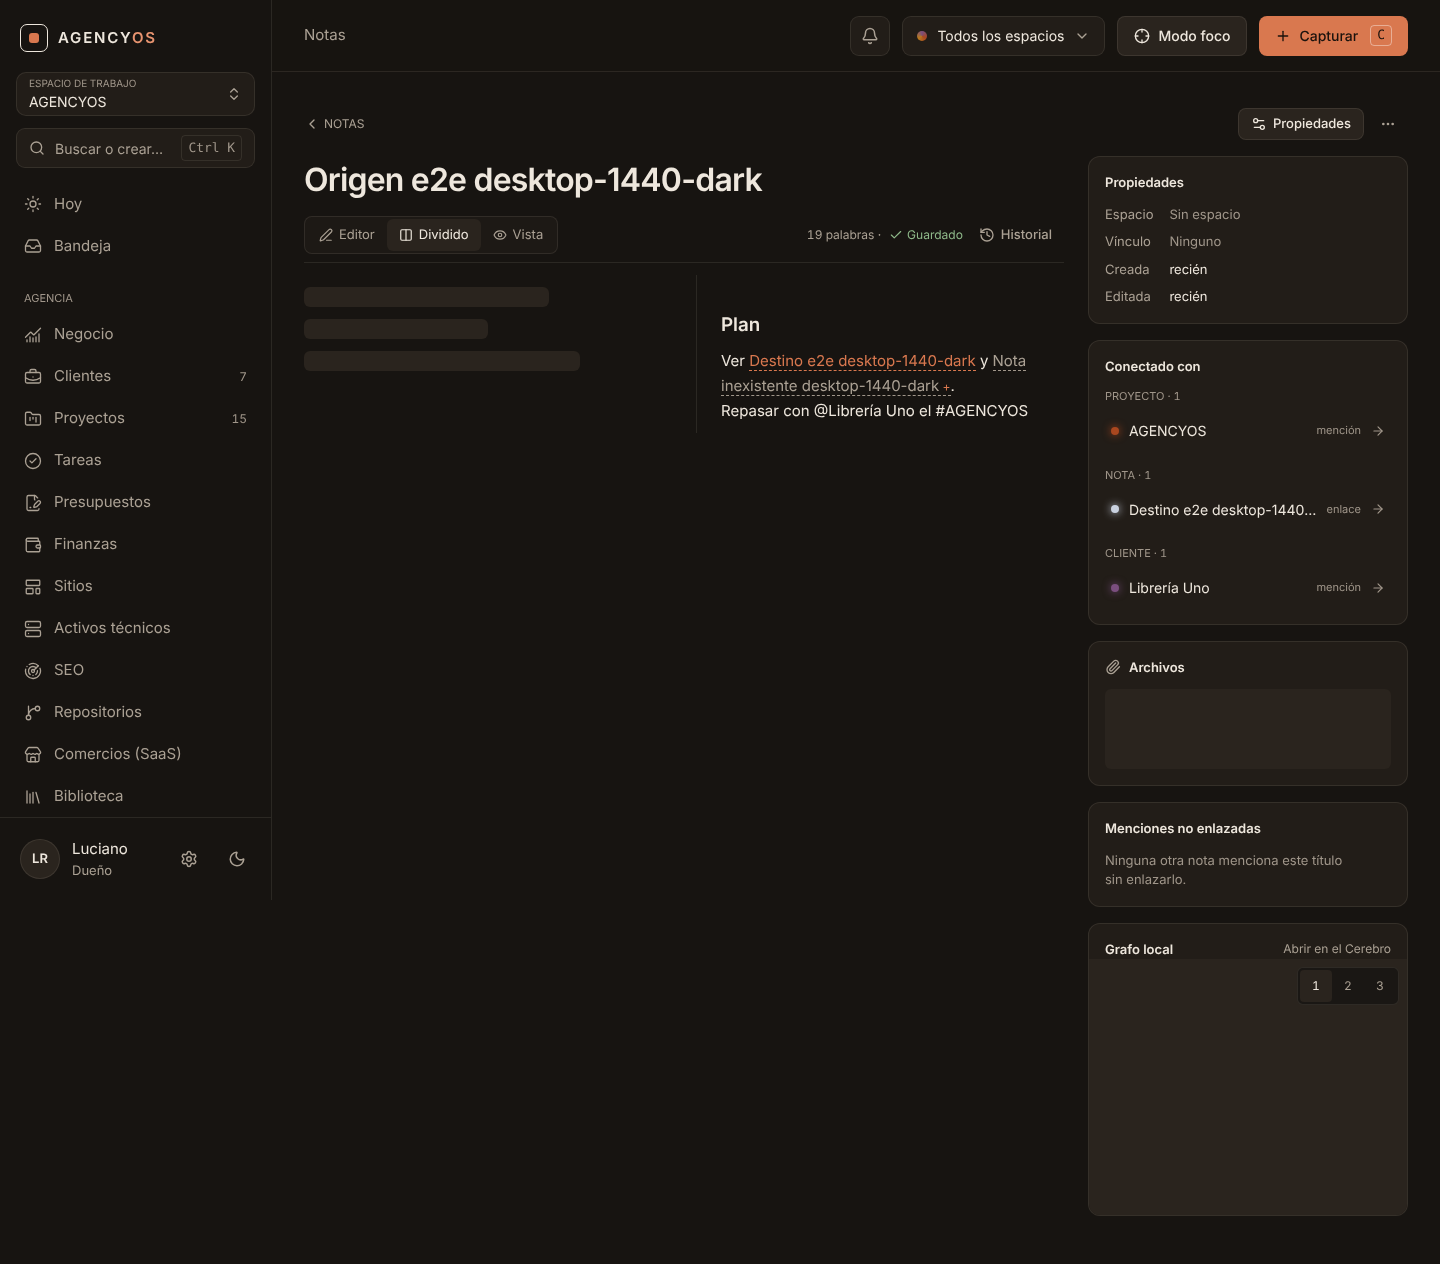 AGENCYOS
ESPACIO DE TRABAJO
AGENCYOS
Buscar o crear... Ctrl K
Hoy
Bandeja
AGENCIA
Negocio
Clientes 7
Proyectos 15
Tareas
Presupuestos
Finanzas
Sitios
Activos técnicos
SEO
Repositorios
Comercios (SaaS)
Biblioteca
LR
Luciano
Dueño
Notas
Todos los espacios
Modo foco
Capturar C
NOTAS
Propiedades
Origen e2e desktop-1440-dark
Editor Dividido Vista
19 palabras · Guardado Historial
Plan
Ver Destino e2e desktop-1440-dark y Nota
inexistente desktop-1440-dark +.
Repasar con @Librería Uno el #AGENCYOS
Propiedades
Espacio Sin espacio
Vínculo Ninguno
Creada recién
Editada recién
Conectado con
PROYECTO · 1
AGENCYOS mención
NOTA · 1
Destino e2e desktop-1440... enlace
CLIENTE · 1
Librería Uno mención
Archivos
Menciones no enlazadas
Ninguna otra nota menciona este título
sin enlazarlo.
Grafo local Abrir en el Cerebro
1 2 3